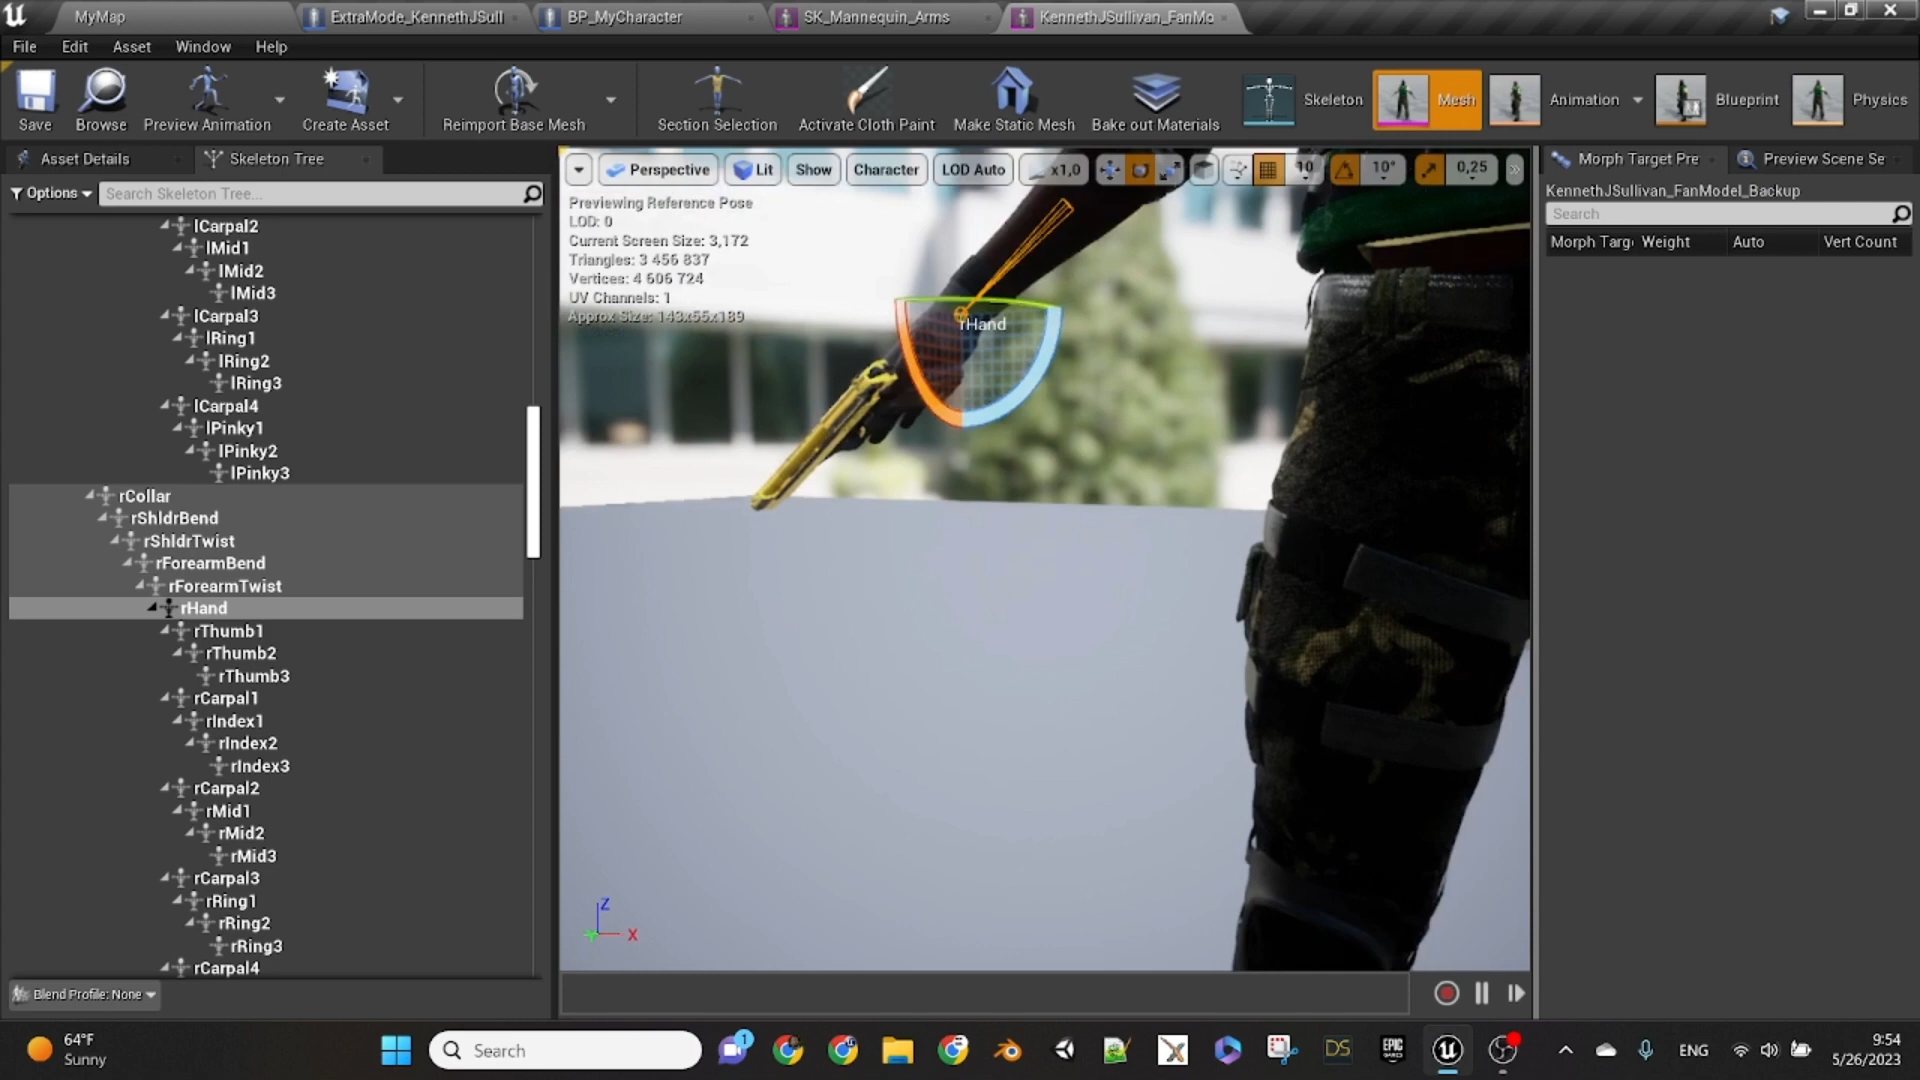 MyMap
ExtraMode_KennethJSull
BP_MyCharacter
SK_Mannequin_Arms
KennethJSullivan_FanMo
File
Edit
Asset
Window
Help
Save
Browse
Preview Animation
Create Asset
Reimport Base Mesh
Section Selection
Activate Cloth Paint
Make Static Mesh
Bake out Materials
Skeleton
Mesh
Animation
Blueprint
Physics
Asset Details
Skeleton Tree
Options
Search Skeleton Tree...
lCarpal2
lMid1
lMid2
lMid3
lCarpal3
lRing1
lRing2
lRing3
lCarpal4
lPinky1
lPinky2
lPinky3
rCollar
rShldrBend
rShldrTwist
rForearmBend
rForearmTwist
rHand
rThumb1
rThumb2
rThumb3
rCarpal1
rIndex1
rIndex2
rIndex3
rCarpal2
rMid1
rMid2
rMid3
rCarpal3
rRing1
rRing2
rRing3
rCarpal4
Blend Profile: None
Perspective
Lit
Show
Character
LOD Auto
x1,0
10
10°
0,25
Previewing Reference Pose
LOD: 0
Current Screen Size: 3,172
Triangles: 3 456 837
Vertices: 4 606 724
UV Channels: 1
Approx Size: 143x55x189
rHand
Z
X
Morph Target Pre
Preview Scene Se
KennethJSullivan_FanModel_Backup
Search
Morph Targ
Weight
Auto
Vert Count
64°F
Sunny
Search
1
DS
EPIC
GAMES
ENG
9:54
5/26/2023